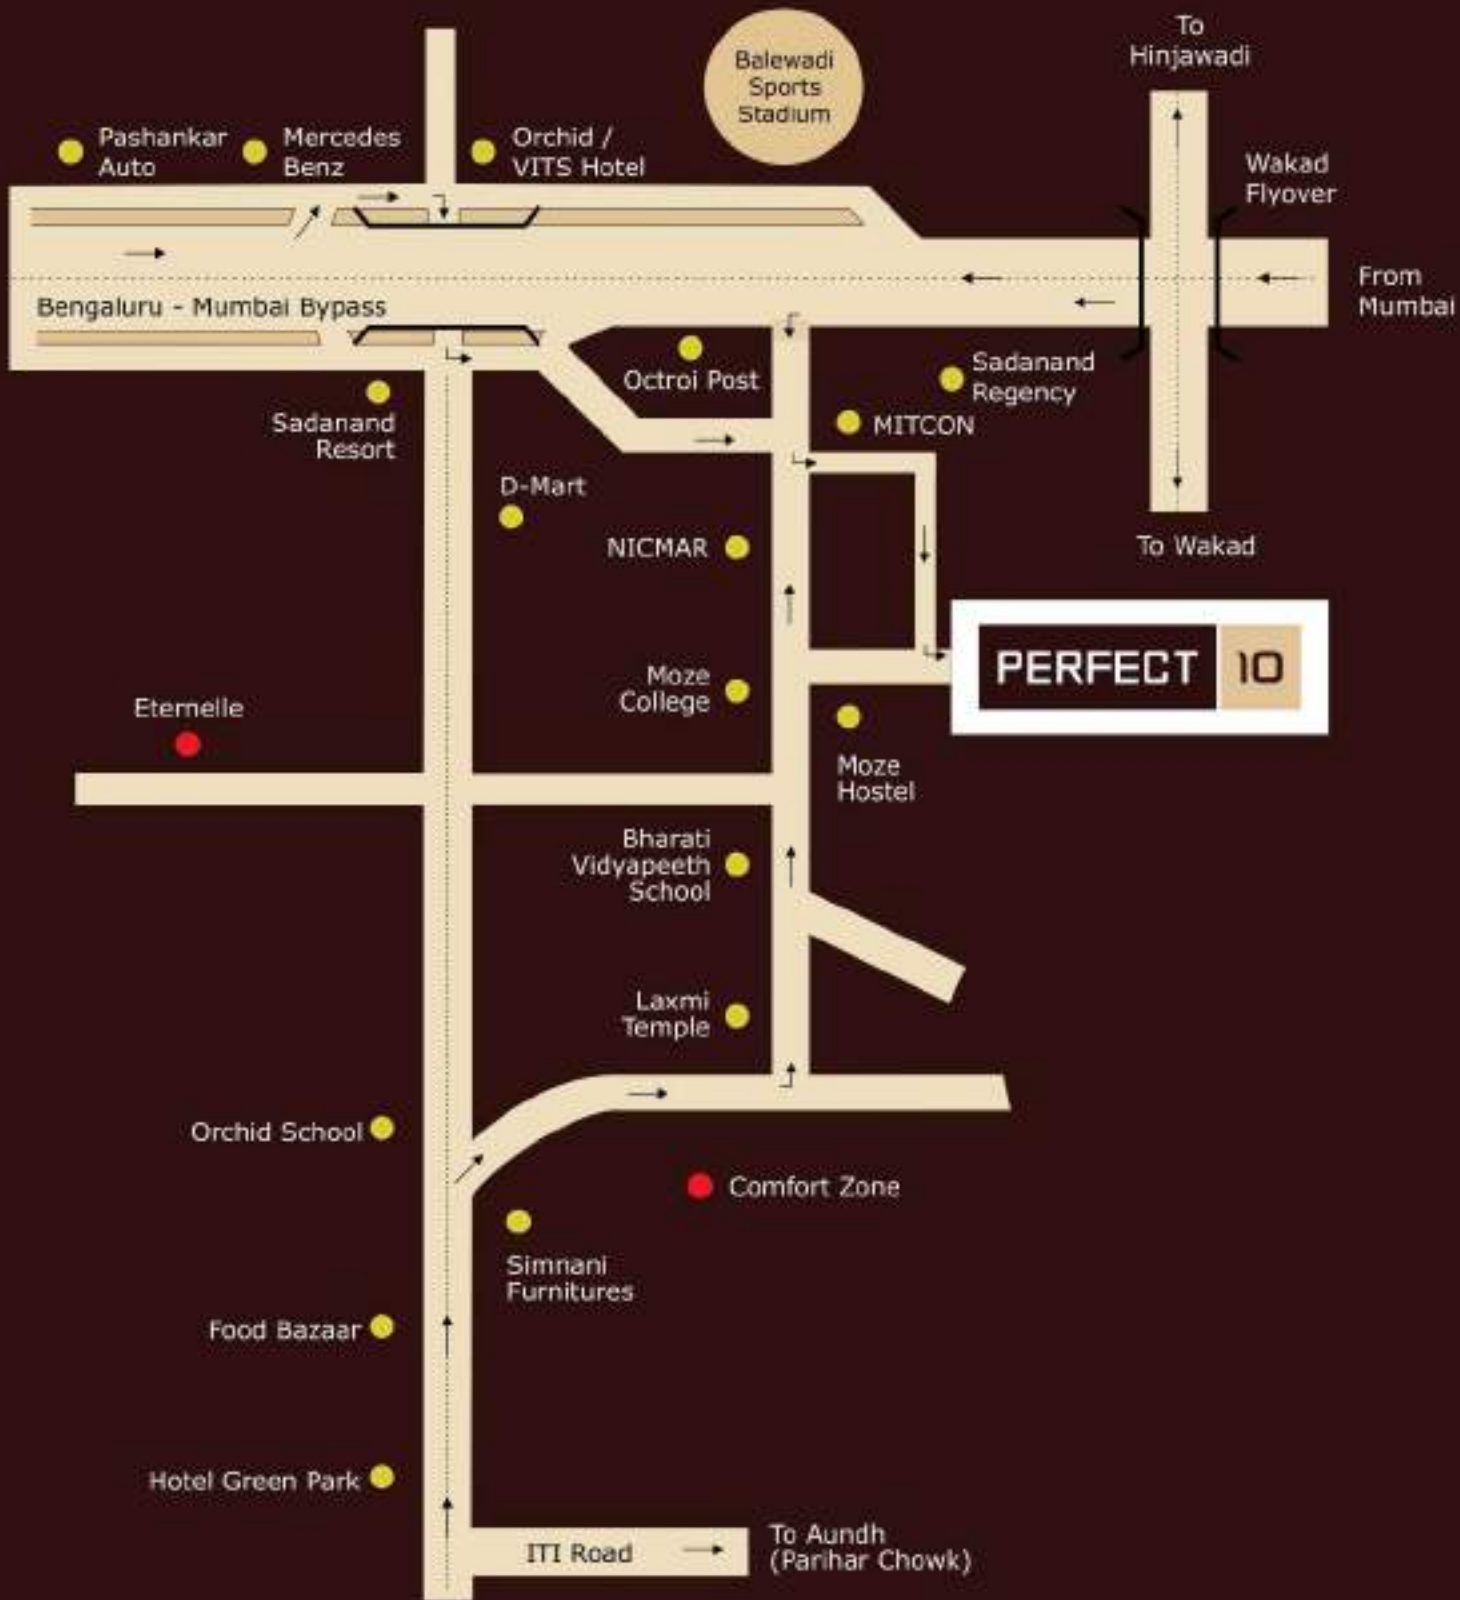 To
Hinjawadi
Balewadi
Sports
Stadium
Pashankar
Auto
Mercedes
Benz
Orchid /
VITS Hotel
Wakad
Flyover
From
Mumbai
Bengaluru - Mumbai Bypass
Octroi Post
Sadanand
Regency
MITCON
Sadanand
Resort
D-Mart
NICMAR
To Wakad
PERFECT 10
Moze
College
Eternelle
Moze
Hostel
Bharati
Vidyapeeth
School
Laxmi
Temple
Orchid School
Comfort Zone
Simnani
Furnitures
Food Bazaar
Hotel Green Park
ITI Road
To Aundh
(Parihar Chowk)